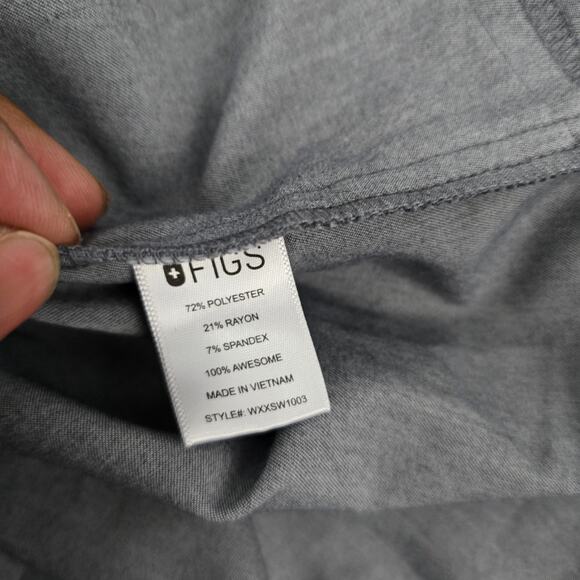 FIGS
72% POLYESTER
21% RAYON
7% SPANDEX
100% AWESOME
MADE IN VIETNAM
STYLE#: WXXSW1003